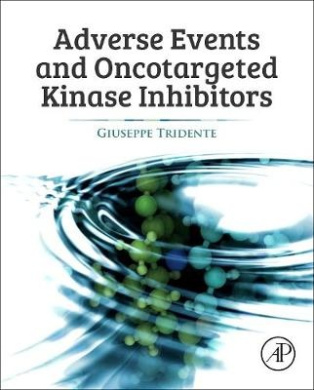 Adverse Events
and Oncotargeted
Kinase Inhibitors
GIUSEPPE TRIDENTE
AP